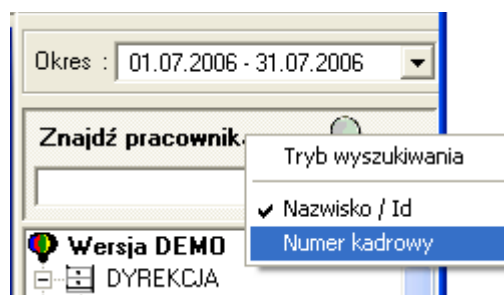 Okres : 01.07.2006 - 31.07.2006
Znajdź pracownika
Tryb wyszukiwania
Nazwisko / Id
Numer kadrowy
Wersja DEMO
DYREKCJA